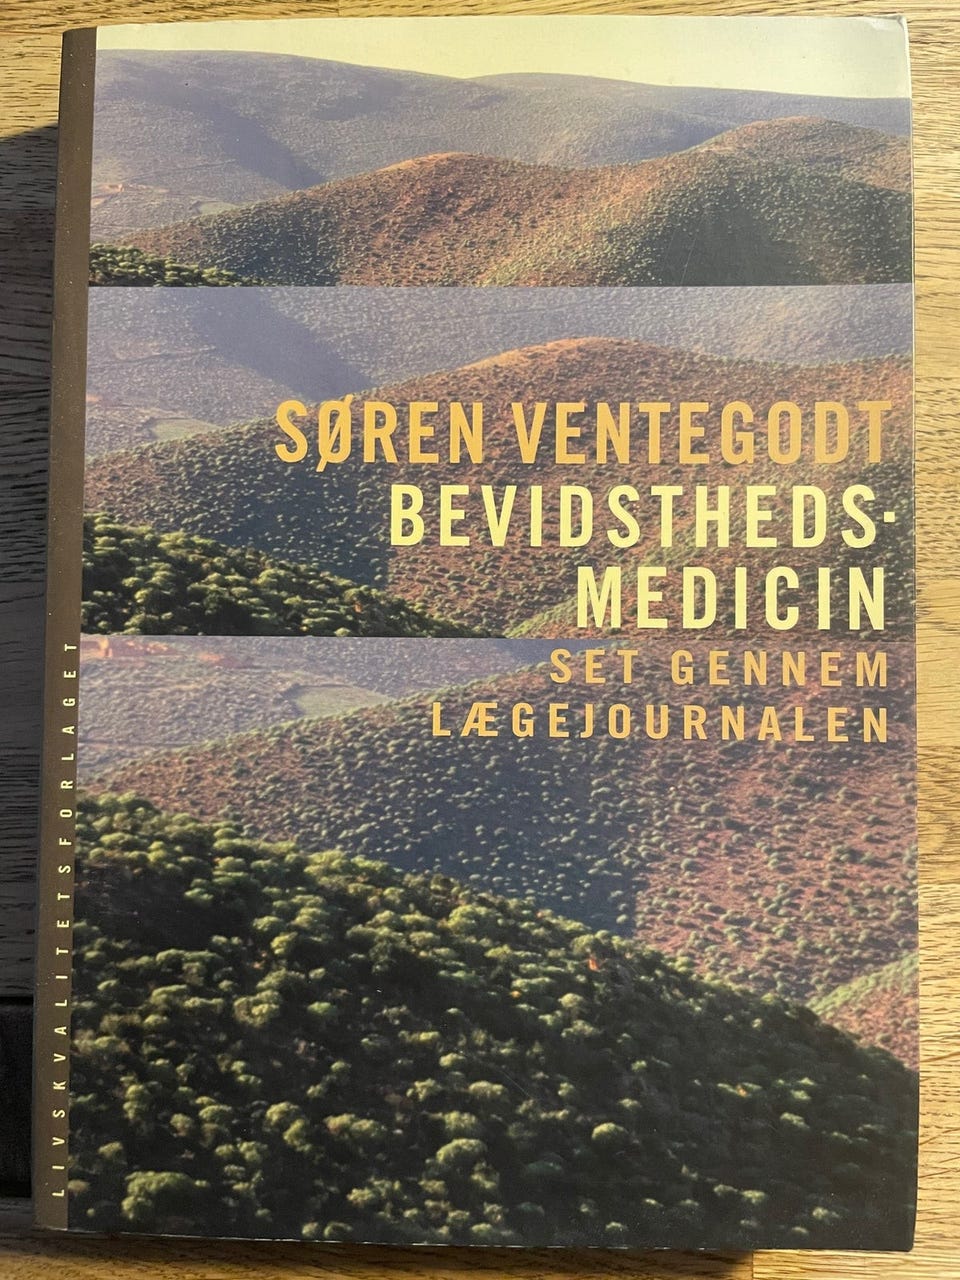 SØREN VENTEGODT
BEVIDSTHEDS-
MEDICIN
SET GENNEM
LÆGEJOURNALEN
LIVSKVALITETSFORLAGET